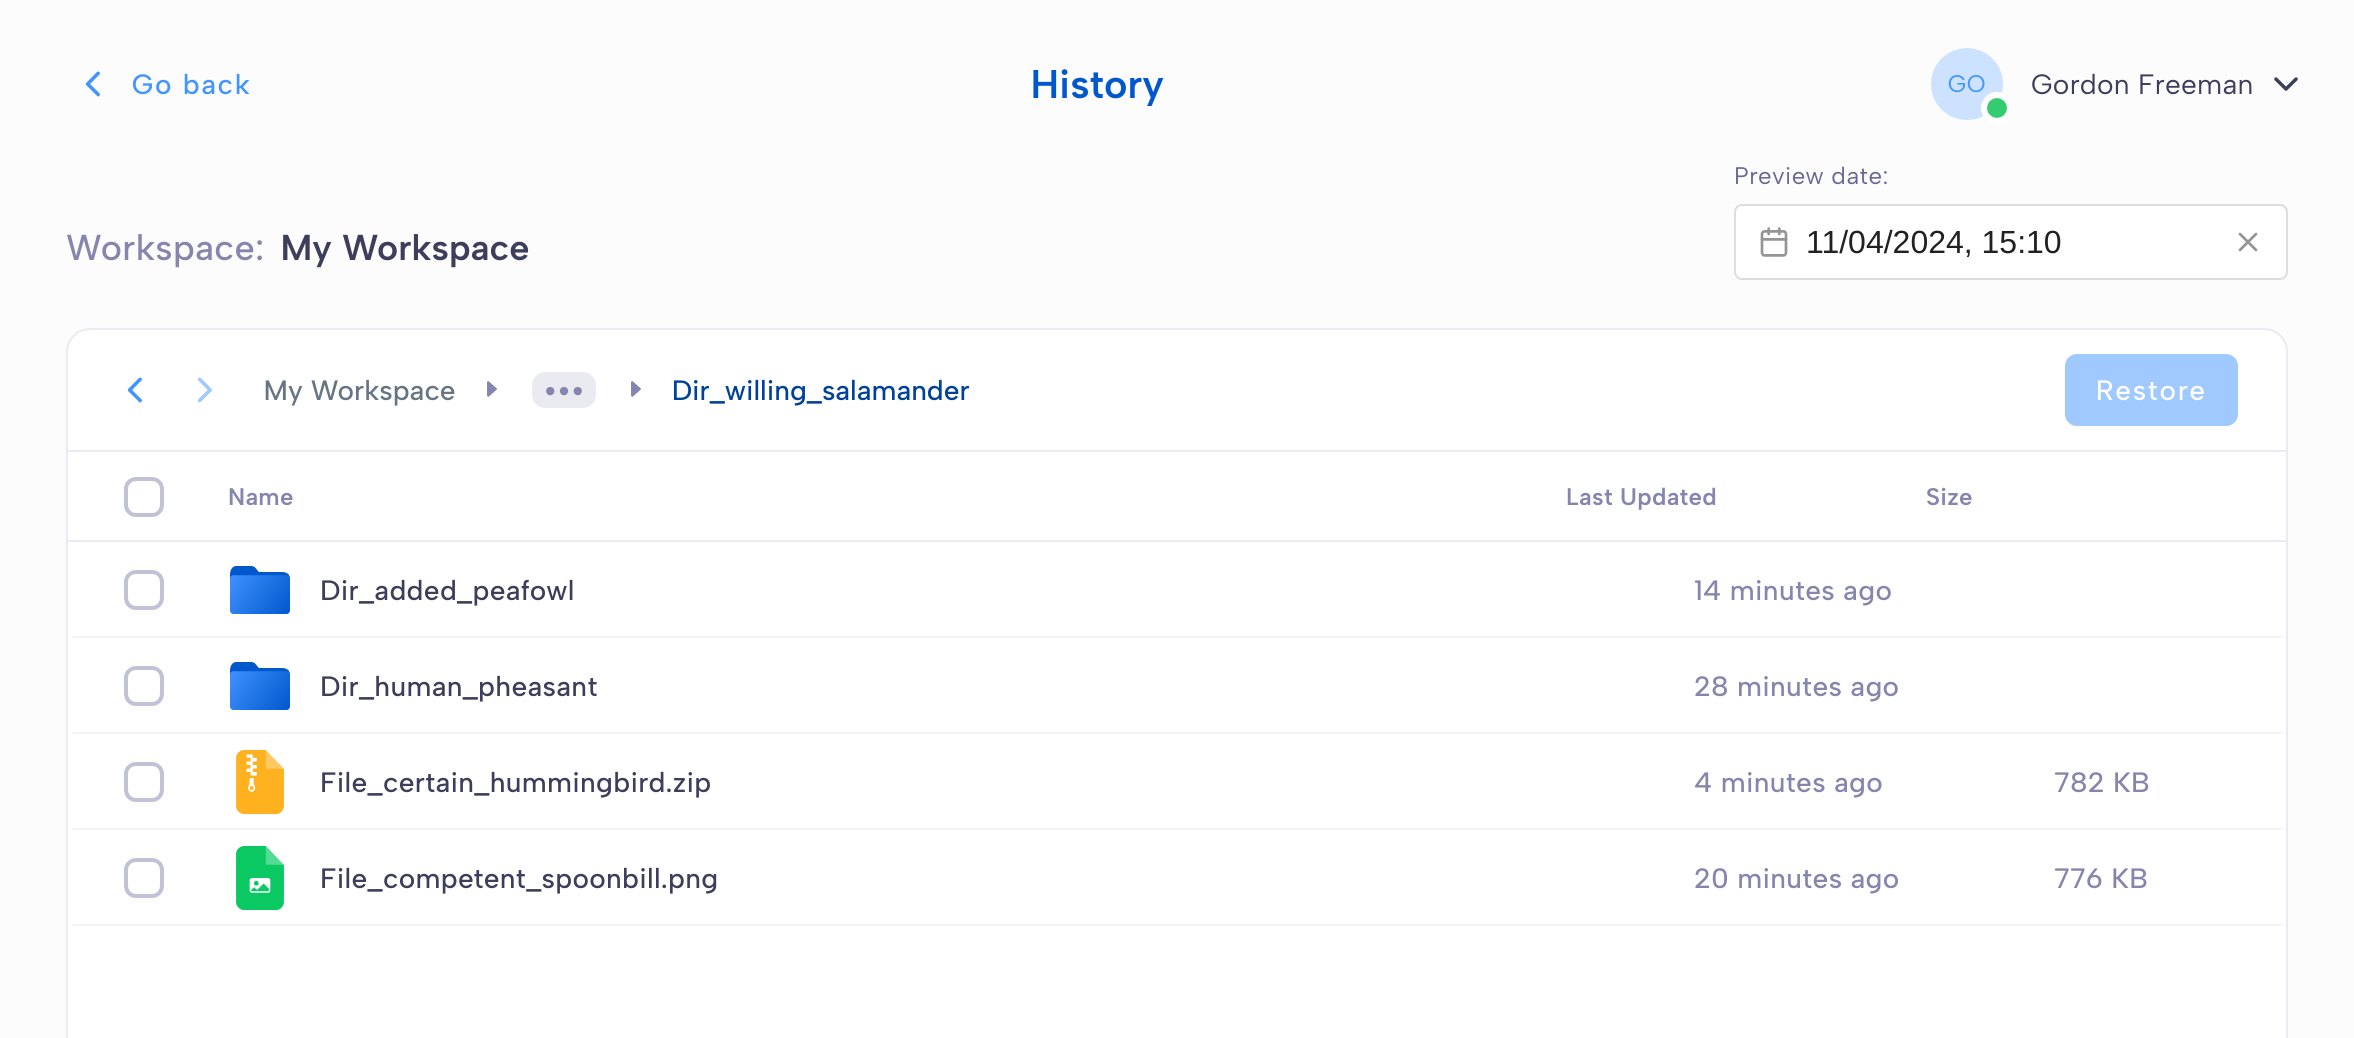 Go back
History
GO
Gordon Freeman
Preview date:
Workspace: My Workspace
11/04/2024, 15:10
My Workspace
Dir_willing_salamander
Restore
Name Last Updated Size
Dir_added_peafowl 14 minutes ago
Dir_human_pheasant 28 minutes ago
File_certain_hummingbird.zip 4 minutes ago 782 KB
File_competent_spoonbill.png 20 minutes ago 776 KB